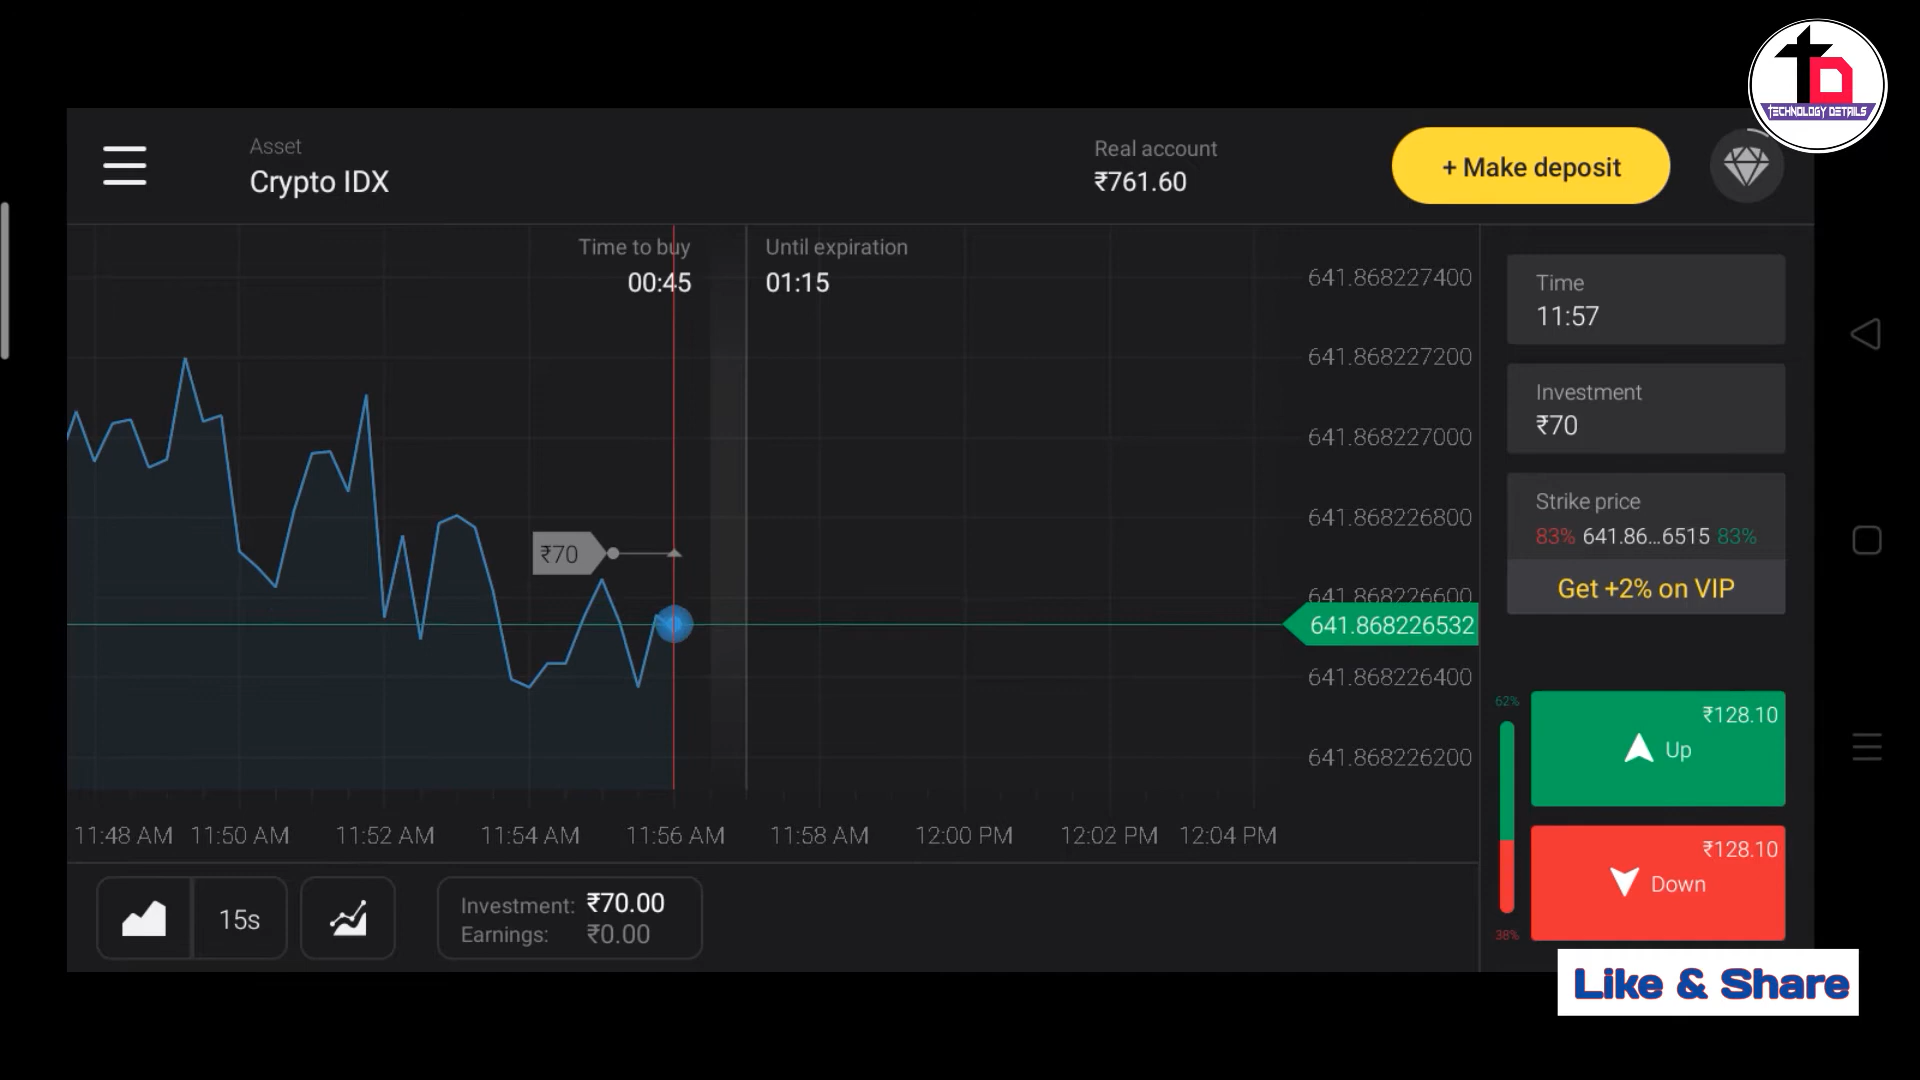 TECHNOLOGY DETAILS
Asset
Crypto IDX
Real account
₹761.60
+ Make deposit
Time to buy
00:45
Until expiration
01:15
641.868227400
641.868227200
641.868227000
641.868226800
641.868226600
641.868226532
641.868226400
641.868226200
₹70
Time
11:57
Investment
₹70
Strike price
83% 641.86...6515 83%
Get +2% on VIP
62%
₹128.10
Up
₹128.10
Down
38%
11:48 AM 11:50 AM 11:52 AM 11:54 AM 11:56 AM 11:58 AM 12:00 PM 12:02 PM 12:04 PM
15s
Investment: ₹70.00
Earnings: ₹0.00
Like & Share